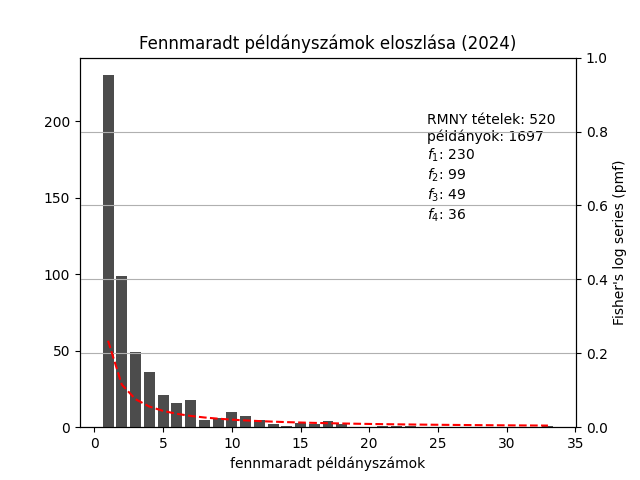 Fennmaradt példányszámok eloszlása (2024)
RMNY tételek: 520
példányok: 1697
f1: 230
f2: 99
f3: 49
f4: 36
200
150
100
50
0
1.0
0.8
0.6
0.4
0.2
0.0
Fisher's log series (pmf)
0 5 10 15 20 25 30 35
fennmaradt példányszámok